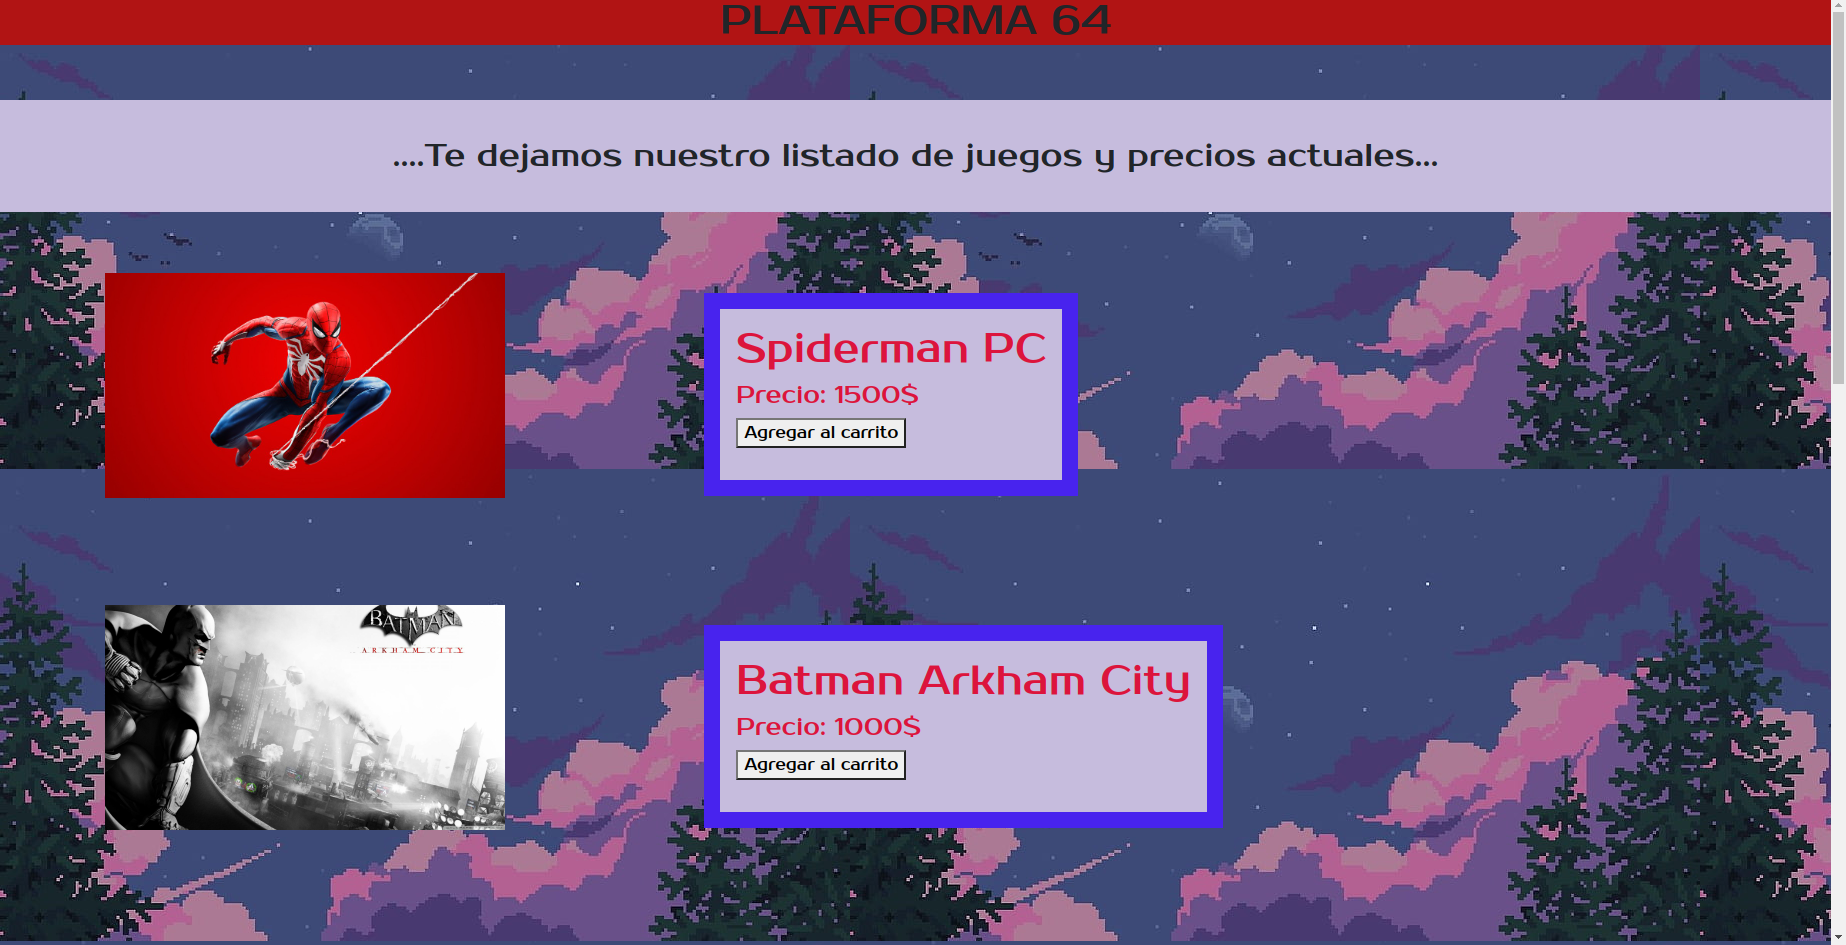 PLATAFORMA 64
....Te dejamos nuestro listado de juegos y precios actuales...
Spiderman PC
Precio: 1500$
Agregar al carrito
BATMAN
ARKHAM CITY
Batman Arkham City
Precio: 1000$
Agregar al carrito